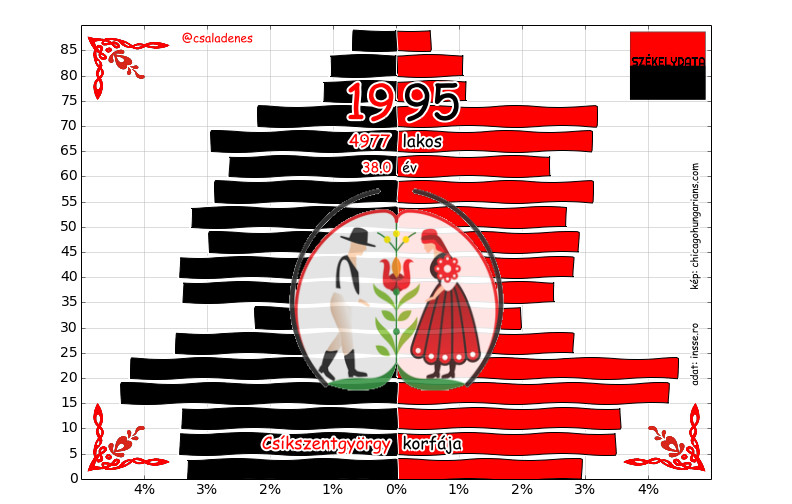 @csaladenes
SZÉKELYDATA
1995
4977 lakos
38.0 év
kép: chicagohungarians.com
adat: insse.ro
Csíkszentgyörgy korfája
85
80
75
70
65
60
55
50
45
40
35
30
25
20
15
10
5
0
4% 3% 2% 1% 0% 1% 2% 3% 4%